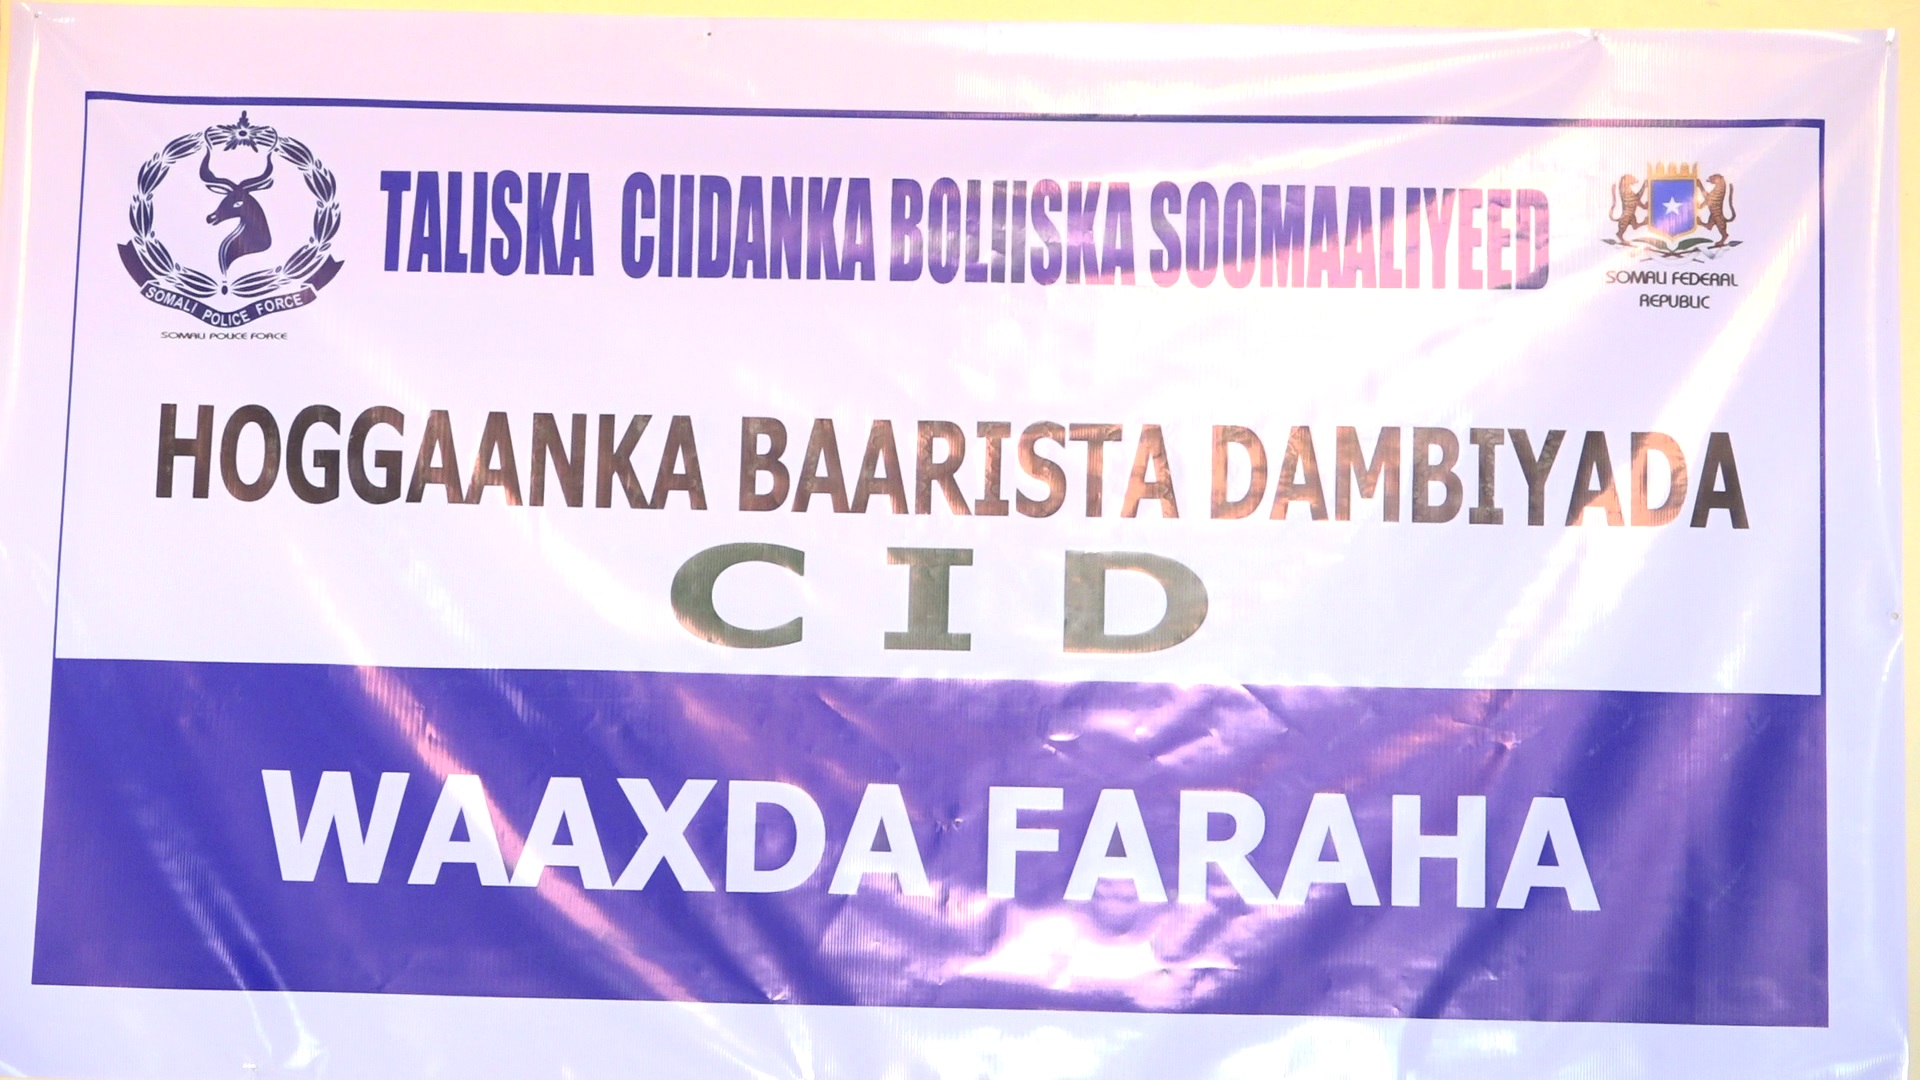 TALISKA CIIDANKA BOLIISKA SOOMAALIYEED
SOMALI POLICE FORCE
SOMALI POLICE FORCE
SOMALI FEDERAL
REPUBLIC
HOGGAANKA BAARISTA DAMBIYADA
CID
WAAXDA FARAHA